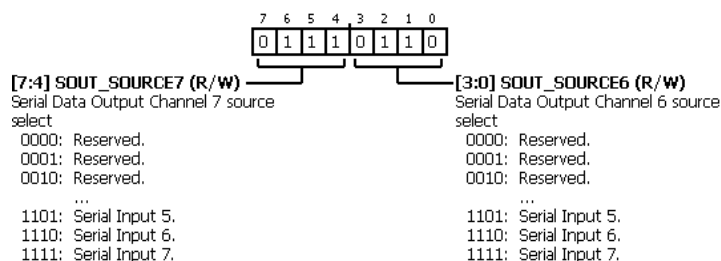 7 6 5 4 3 2 1 0
0 1 1 1 0 1 1 0
[7:4] SOUT_SOURCE7 (R/W)
Serial Data Output Channel 7 source
select
0000: Reserved.
0001: Reserved.
0010: Reserved.
...
1101: Serial Input 5.
1110: Serial Input 6.
1111: Serial Input 7.
[3:0] SOUT_SOURCE6 (R/W)
Serial Data Output Channel 6 source
select
0000: Reserved.
0001: Reserved.
0010: Reserved.
...
1101: Serial Input 5.
1110: Serial Input 6.
1111: Serial Input 7.